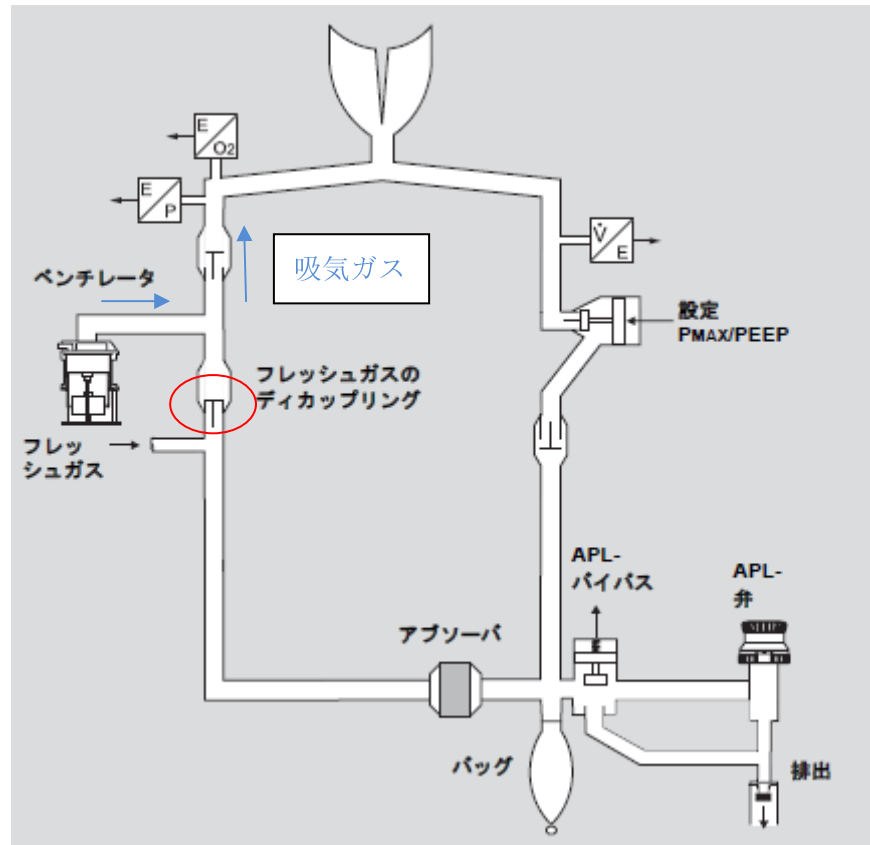 E
O2
E
P
吸気ガス
V̇
E
ベンチレータ
設定
PMAX/PEEP
フレッシュガスの
ディカップリング
フレッ
シュガス
APL-
バイパス
APL-
弁
アブソーバ
バッグ
排出